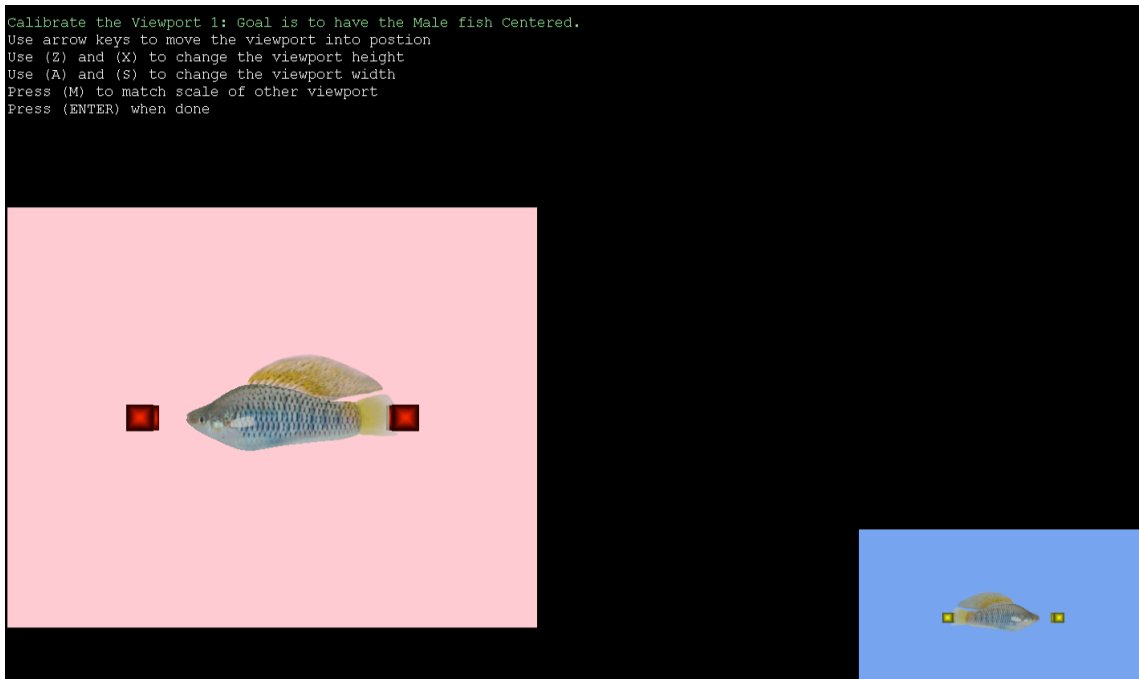 Calibrate the Viewport 1: Goal is to have the Male fish Centered.
Use arrow keys to move the viewport into postion
Use (Z) and (X) to change the viewport height
Use (A) and (S) to change the viewport width
Press (M) to match scale of other viewport
Press (ENTER) when done